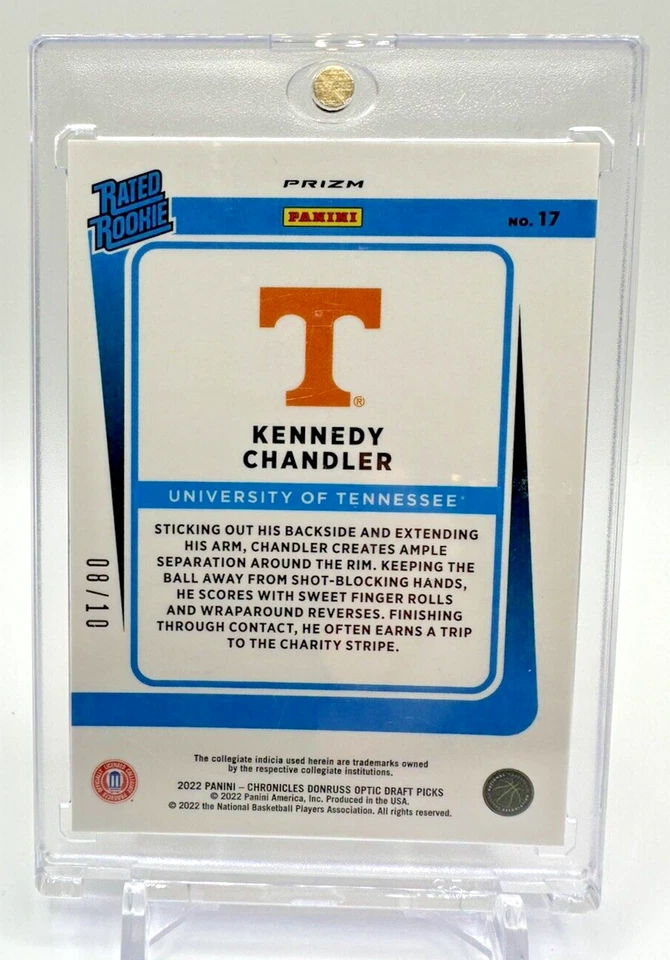 RATED
ROOKIE
PRIZM
PANINI
NO. 17
T®
KENNEDY
CHANDLER
UNIVERSITY OF TENNESSEE®
STICKING OUT HIS BACKSIDE AND EXTENDING
HIS ARM, CHANDLER CREATES AMPLE
SEPARATION AROUND THE RIM. KEEPING THE
BALL AWAY FROM SHOT-BLOCKING HANDS,
HE SCORES WITH SWEET FINGER ROLLS
AND WRAPAROUND REVERSES. FINISHING
THROUGH CONTACT, HE OFTEN EARNS A TRIP
TO THE CHARITY STRIPE.
08/10
The collegiate indicia used herein are trademarks owned
by the respective collegiate institutions.
2022 PANINI – CHRONICLES DONRUSS OPTIC DRAFT PICKS
© 2022 Panini America, Inc. Produced in the USA.
© 2022 the National Basketball Players Association. All rights reserved.